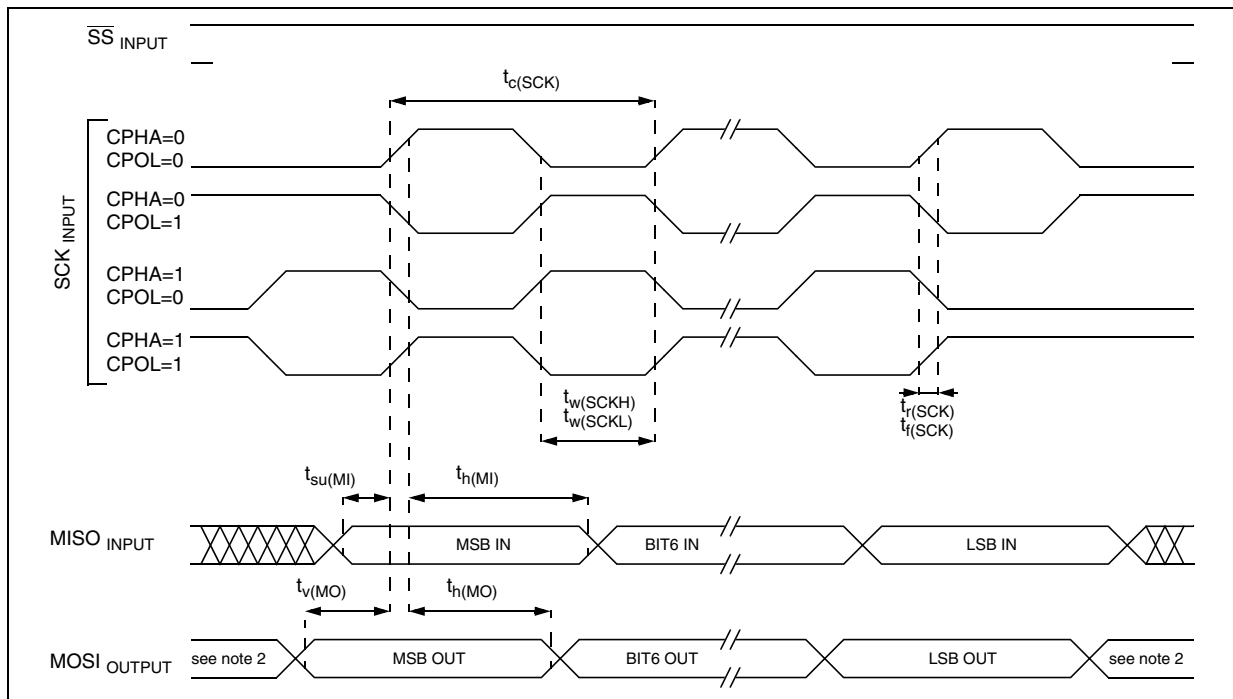 SS INPUT
tc(SCK)
SCK INPUT
CPHA=0
CPOL=0
CPHA=0
CPOL=1
CPHA=1
CPOL=0
CPHA=1
CPOL=1
tw(SCKH)
tw(SCKL)
tr(SCK)
tf(SCK)
tsu(MI)
th(MI)
MISO INPUT
MSB IN
BIT6 IN
LSB IN
tv(MO)
th(MO)
MOSI OUTPUT
see note 2
MSB OUT
BIT6 OUT
LSB OUT
see note 2